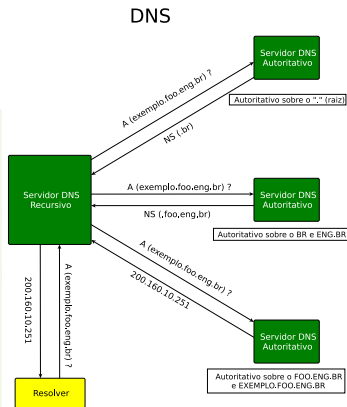 DNS
Servidor DNS
Autoritativo
A (exemplo.foo.eng.br) ?
NS (.br)
Autoritativo sobre o "." (raiz)
Servidor DNS
Recursivo
A (exemplo.foo.eng.br) ?
NS (.foo.eng.br)
Servidor DNS
Autoritativo
Autoritativo sobre o BR e ENG.BR
A (exemplo.foo.eng.br) ?
200.160.10.251
Servidor DNS
Autoritativo
Autoritativo sobre o FOO.ENG.BR
e EXEMPLO.FOO.ENG.BR
200.160.10.251
A (exemplo.foo.eng.br) ?
Resolver